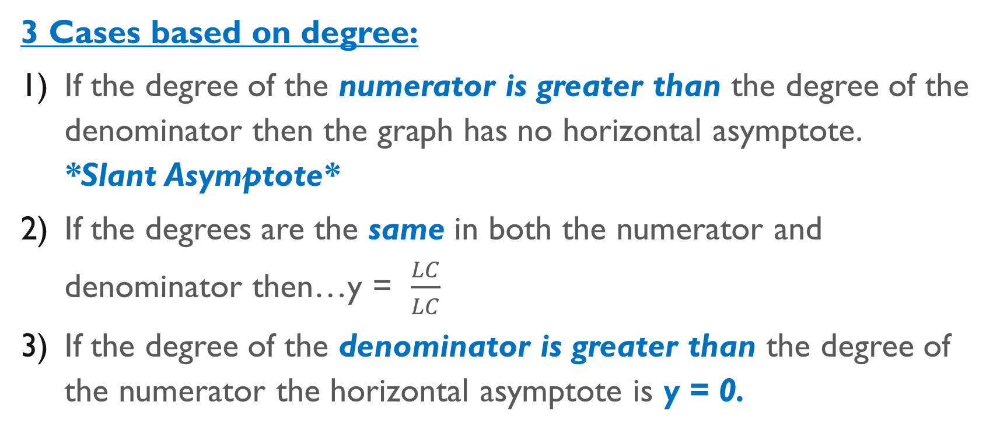 3 Cases based on degree:
1) If the degree of the numerator is greater than the degree of the
denominator then the graph has no horizontal asymptote.
*Slant Asymptote*
2) If the degrees are the same in both the numerator and
denominator then…y = LC/LC
3) If the degree of the denominator is greater than the degree of
the numerator the horizontal asymptote is y = 0.